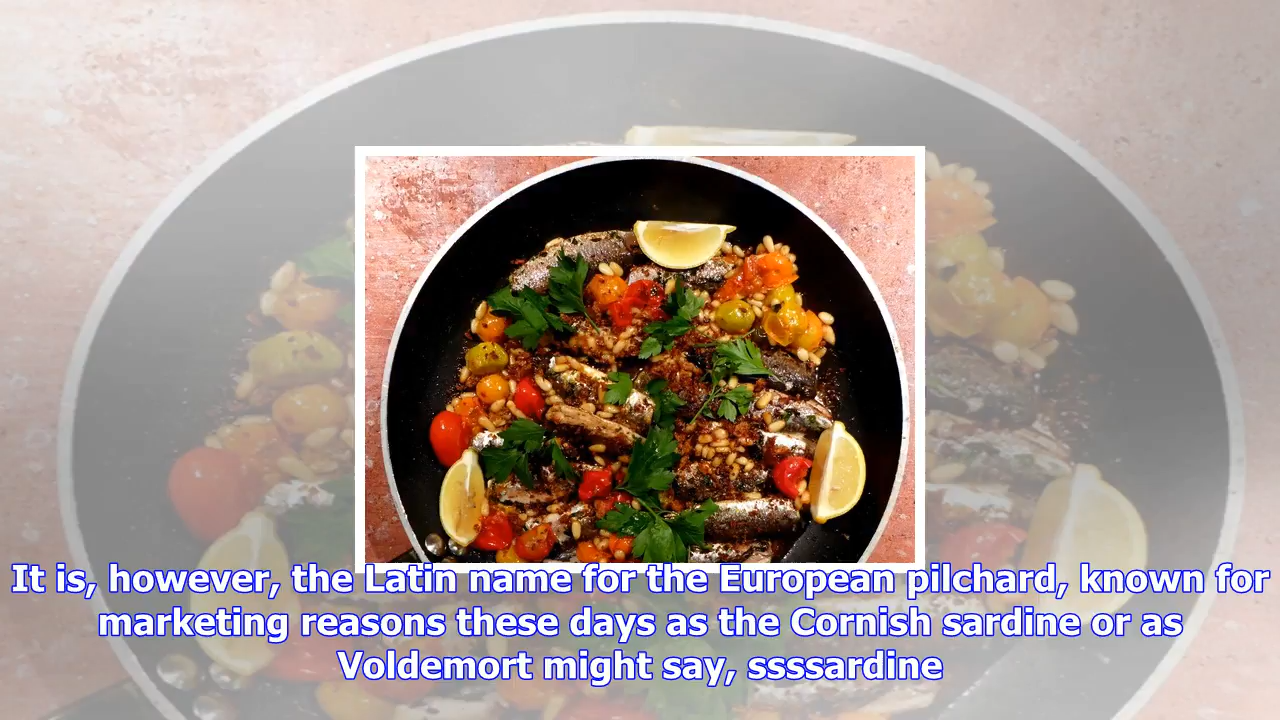 It is, however, the Latin name for the European pilchard, known for
marketing reasons these days as the Cornish sardine or as
Voldemort might say, ssssardine